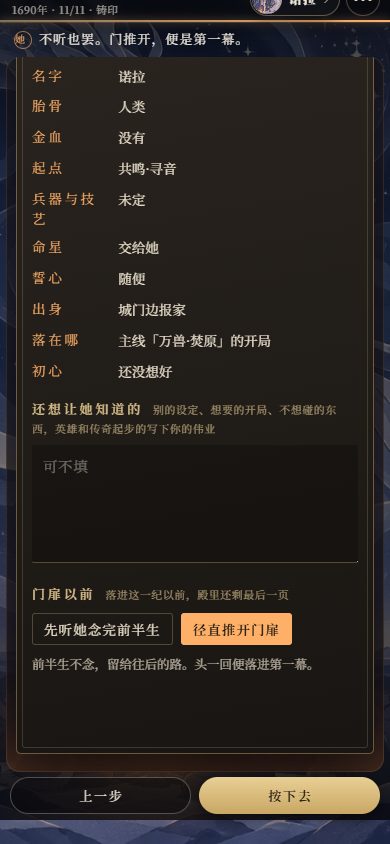 1690年 · 11/11 · 铸印
诺拉
她 不听也罢。门推开，便是第一幕。
名字 诺拉
胎骨 人类
金血 没有
起点 共鸣·寻音
兵器与技艺 未定
命星 交给她
誓心 随便
出身 城门边报家
落在哪 主线「万兽·焚原」的开局
初心 还没想好
还想让她知道的 别的设定、想要的开局、不想碰的东
西，英雄和传奇起步的写下你的伟业
可不填
门扉以前 落进这一纪以前，殿里还剩最后一页
先听她念完前半生 径直推开门扉
前半生不念，留给往后的路。头一回便落进第一幕。
上一步 按下去